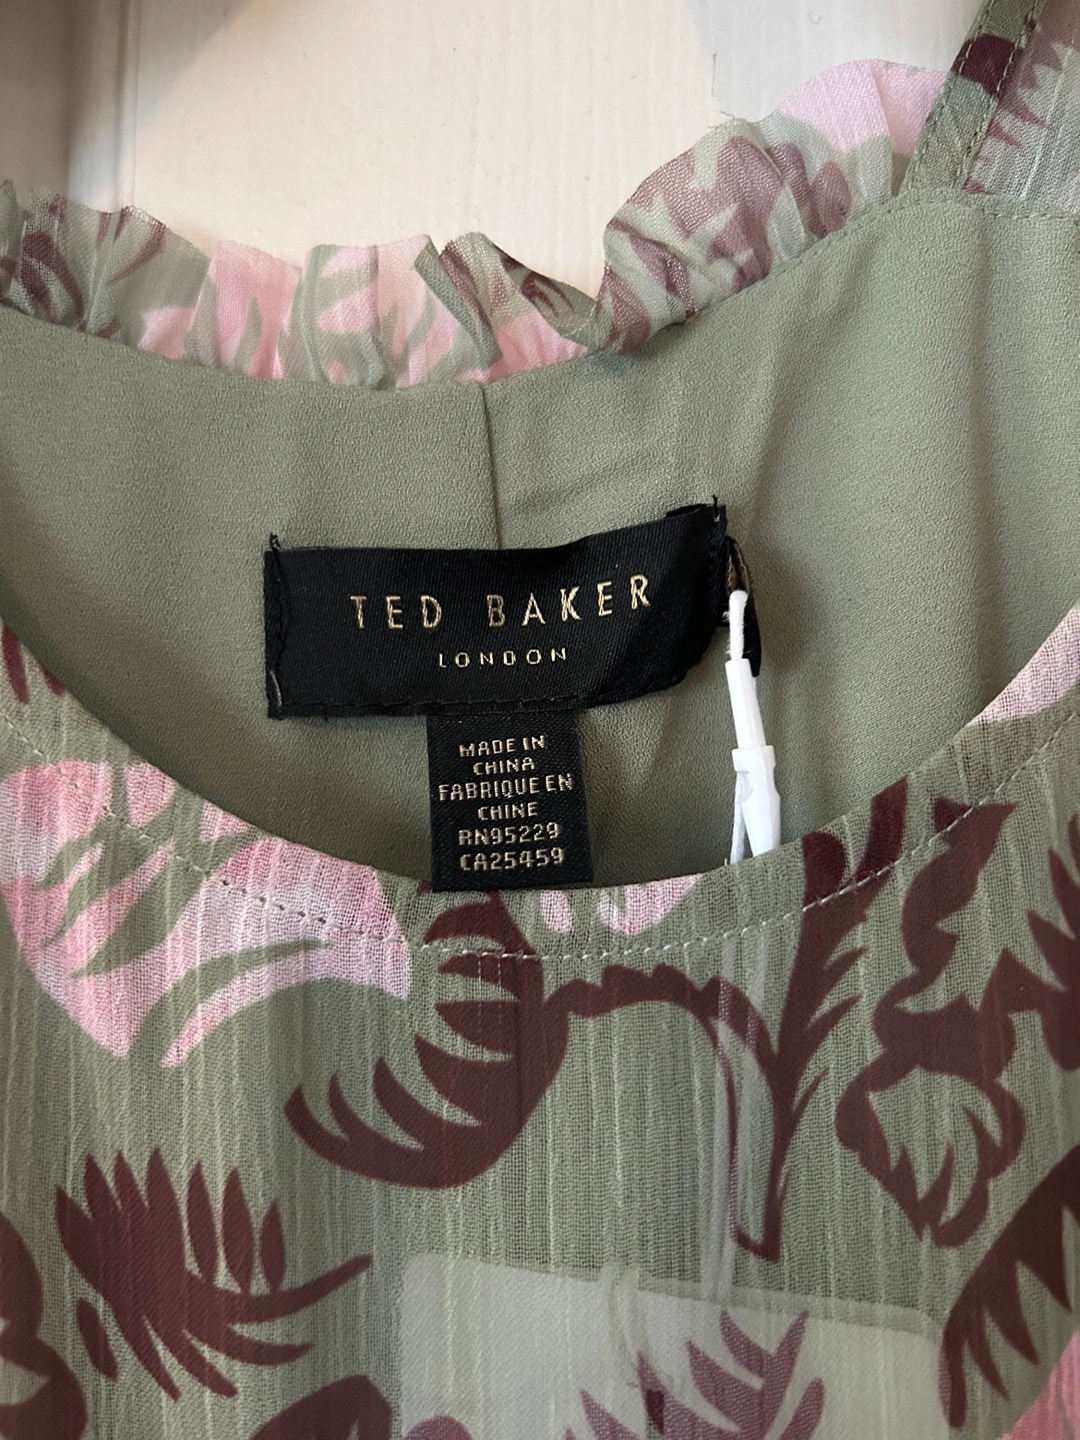 TED BAKER
LONDON
MADE IN
CHINA
FABRIQUE EN
CHINE
RN95229
CA25459